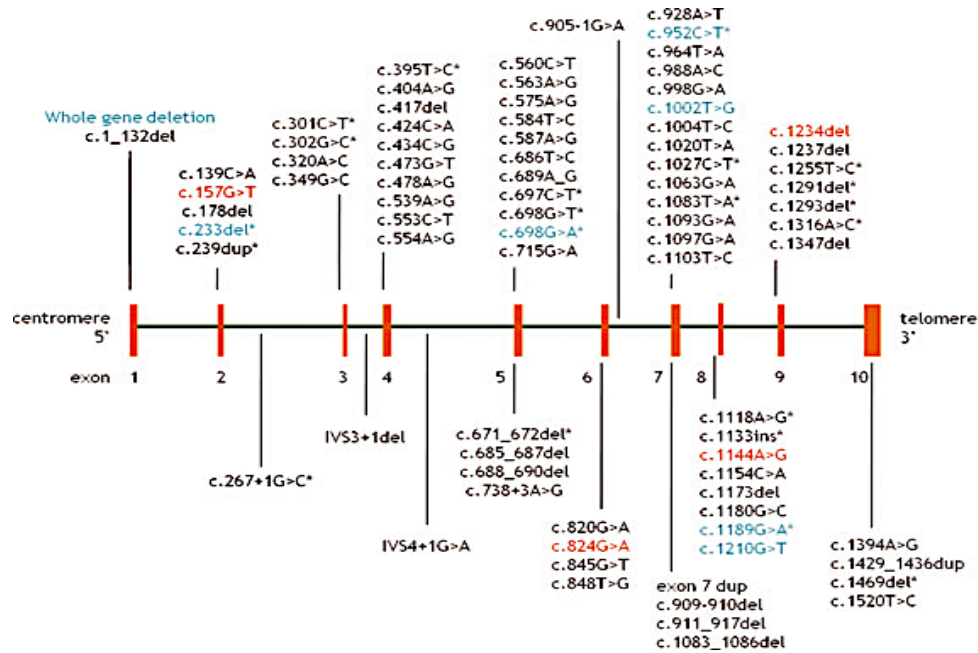 c.905-1G>A
c.928A>T
c.952C>T*
c.964T>A
c.988A>C
c.998G>A
c.1002T>G
c.1004T>C
c.1020T>A
c.1027C>T*
c.1063G>A
c.1083T>A*
c.1093G>A
c.1097G>A
c.1103T>C
c.560C>T
c.563A>G
c.575A>G
c.584T>C
c.587A>G
c.686T>C
c.689A_G
c.697C>T*
c.698G>T*
c.698G>A*
c.715G>A
c.395T>C*
c.404A>G
c.417del
c.424C>A
c.434C>G
c.473G>T
c.478A>G
c.539A>G
c.553C>T
c.554A>G
Whole gene deletion
c.1_132del
c.301C>T*
c.302G>C*
c.320A>C
c.349G>C
c.1234del
c.1237del
c.1255T>C*
c.1291del*
c.1293del*
c.1316A>C*
c.1347del
c.139C>A
c.157G>T
c.178del
c.233del*
c.239dup*
centromere
5'
telomere
3'
exon 1 2 3 4 5 6 7 8 9 10
IVS3+1del
c.267+1G>C*
IVS4+1G>A
c.671_672del*
c.685_687del
c.688_690del
c.738+3A>G
c.820G>A
c.824G>A
c.845G>T
c.848T>G
exon 7 dup
c.909-910del
c.911_917del
c.1083_1086del
c.1118A>G*
c.1133ins*
c.1144A>G
c.1154C>A
c.1173del
c.1180G>C
c.1189G>A*
c.1210G>T
c.1394A>G
c.1429_1436dup
c.1469del*
c.1520T>C